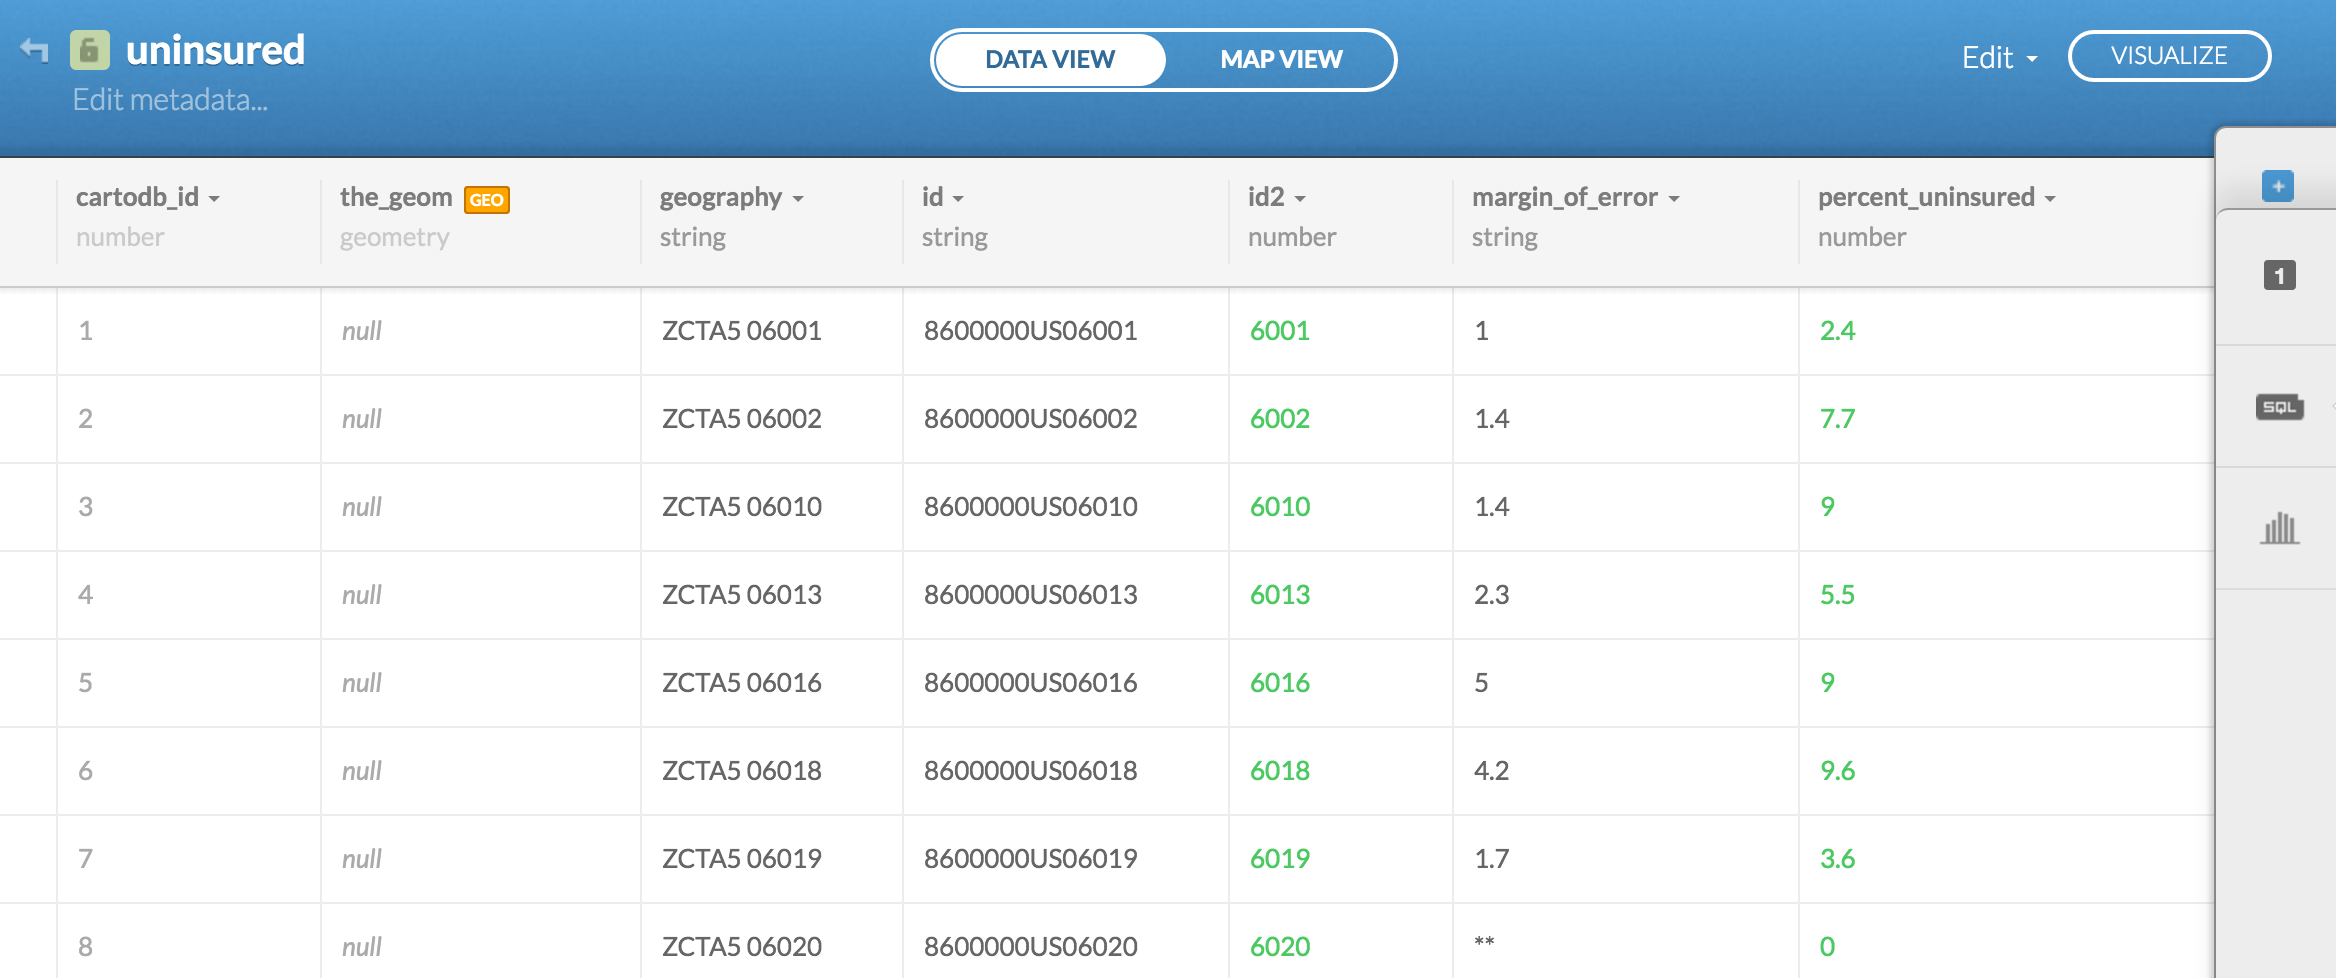 uninsured
Edit metadata...
DATA VIEW MAP VIEW
Edit VISUALIZE
cartodb_id the_geom GEO geography id id2 margin_of_error percent_uninsured
number geometry string string number string number
1 null ZCTA5 06001 8600000US06001 6001 1 2.4
2 null ZCTA5 06002 8600000US06002 6002 1.4 7.7
3 null ZCTA5 06010 8600000US06010 6010 1.4 9
4 null ZCTA5 06013 8600000US06013 6013 2.3 5.5
5 null ZCTA5 06016 8600000US06016 6016 5 9
6 null ZCTA5 06018 8600000US06018 6018 4.2 9.6
7 null ZCTA5 06019 8600000US06019 6019 1.7 3.6
8 null ZCTA5 06020 8600000US06020 6020 ** 0
+
1
SQL